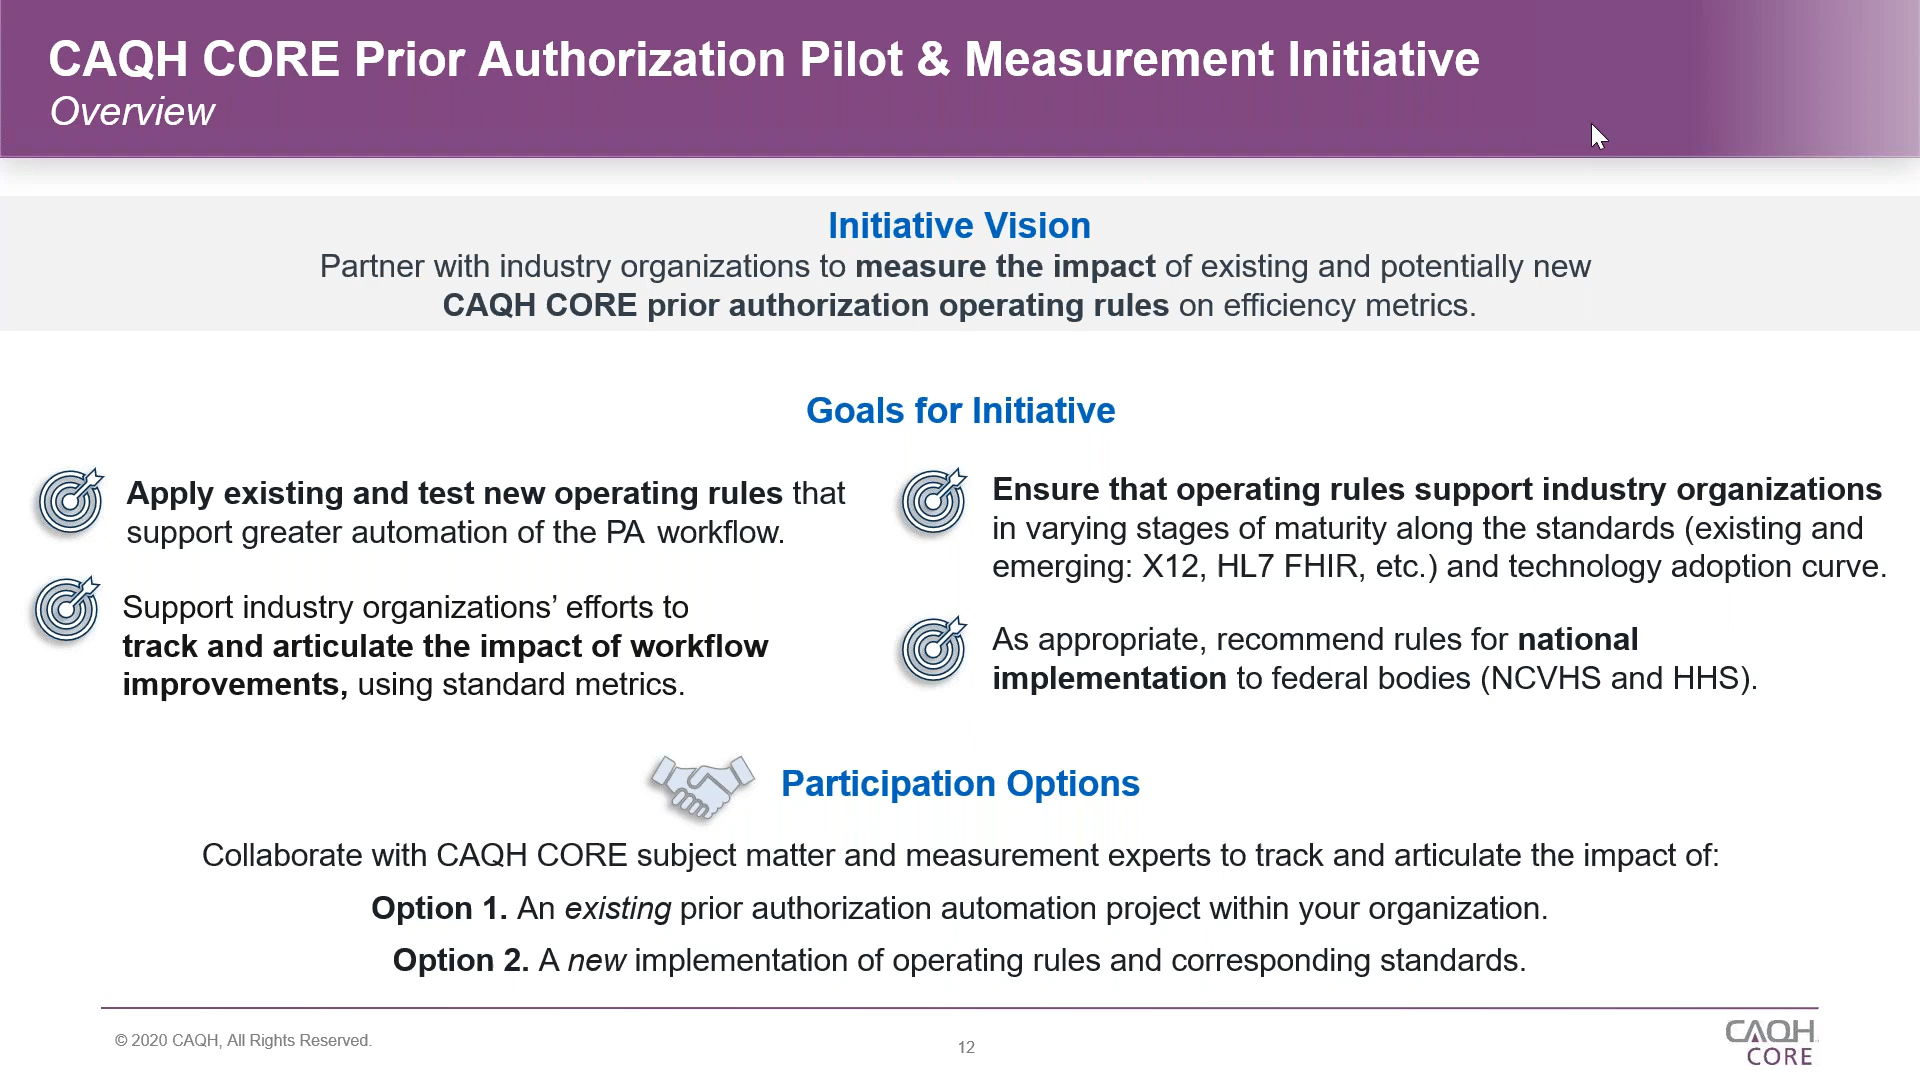 CAQH CORE Prior Authorization Pilot & Measurement Initiative
Overview
Initiative Vision
Partner with industry organizations to measure the impact of existing and potentially new
CAQH CORE prior authorization operating rules on efficiency metrics.
Goals for Initiative
Apply existing and test new operating rules that
support greater automation of the PA workflow.
Support industry organizations’ efforts to
track and articulate the impact of workflow
improvements, using standard metrics.
Ensure that operating rules support industry organizations
in varying stages of maturity along the standards (existing and
emerging: X12, HL7 FHIR, etc.) and technology adoption curve.
As appropriate, recommend rules for national
implementation to federal bodies (NCVHS and HHS).
Participation Options
Collaborate with CAQH CORE subject matter and measurement experts to track and articulate the impact of:
Option 1. An existing prior authorization automation project within your organization.
Option 2. A new implementation of operating rules and corresponding standards.
© 2020 CAQH, All Rights Reserved.
12
CAQH
CORE